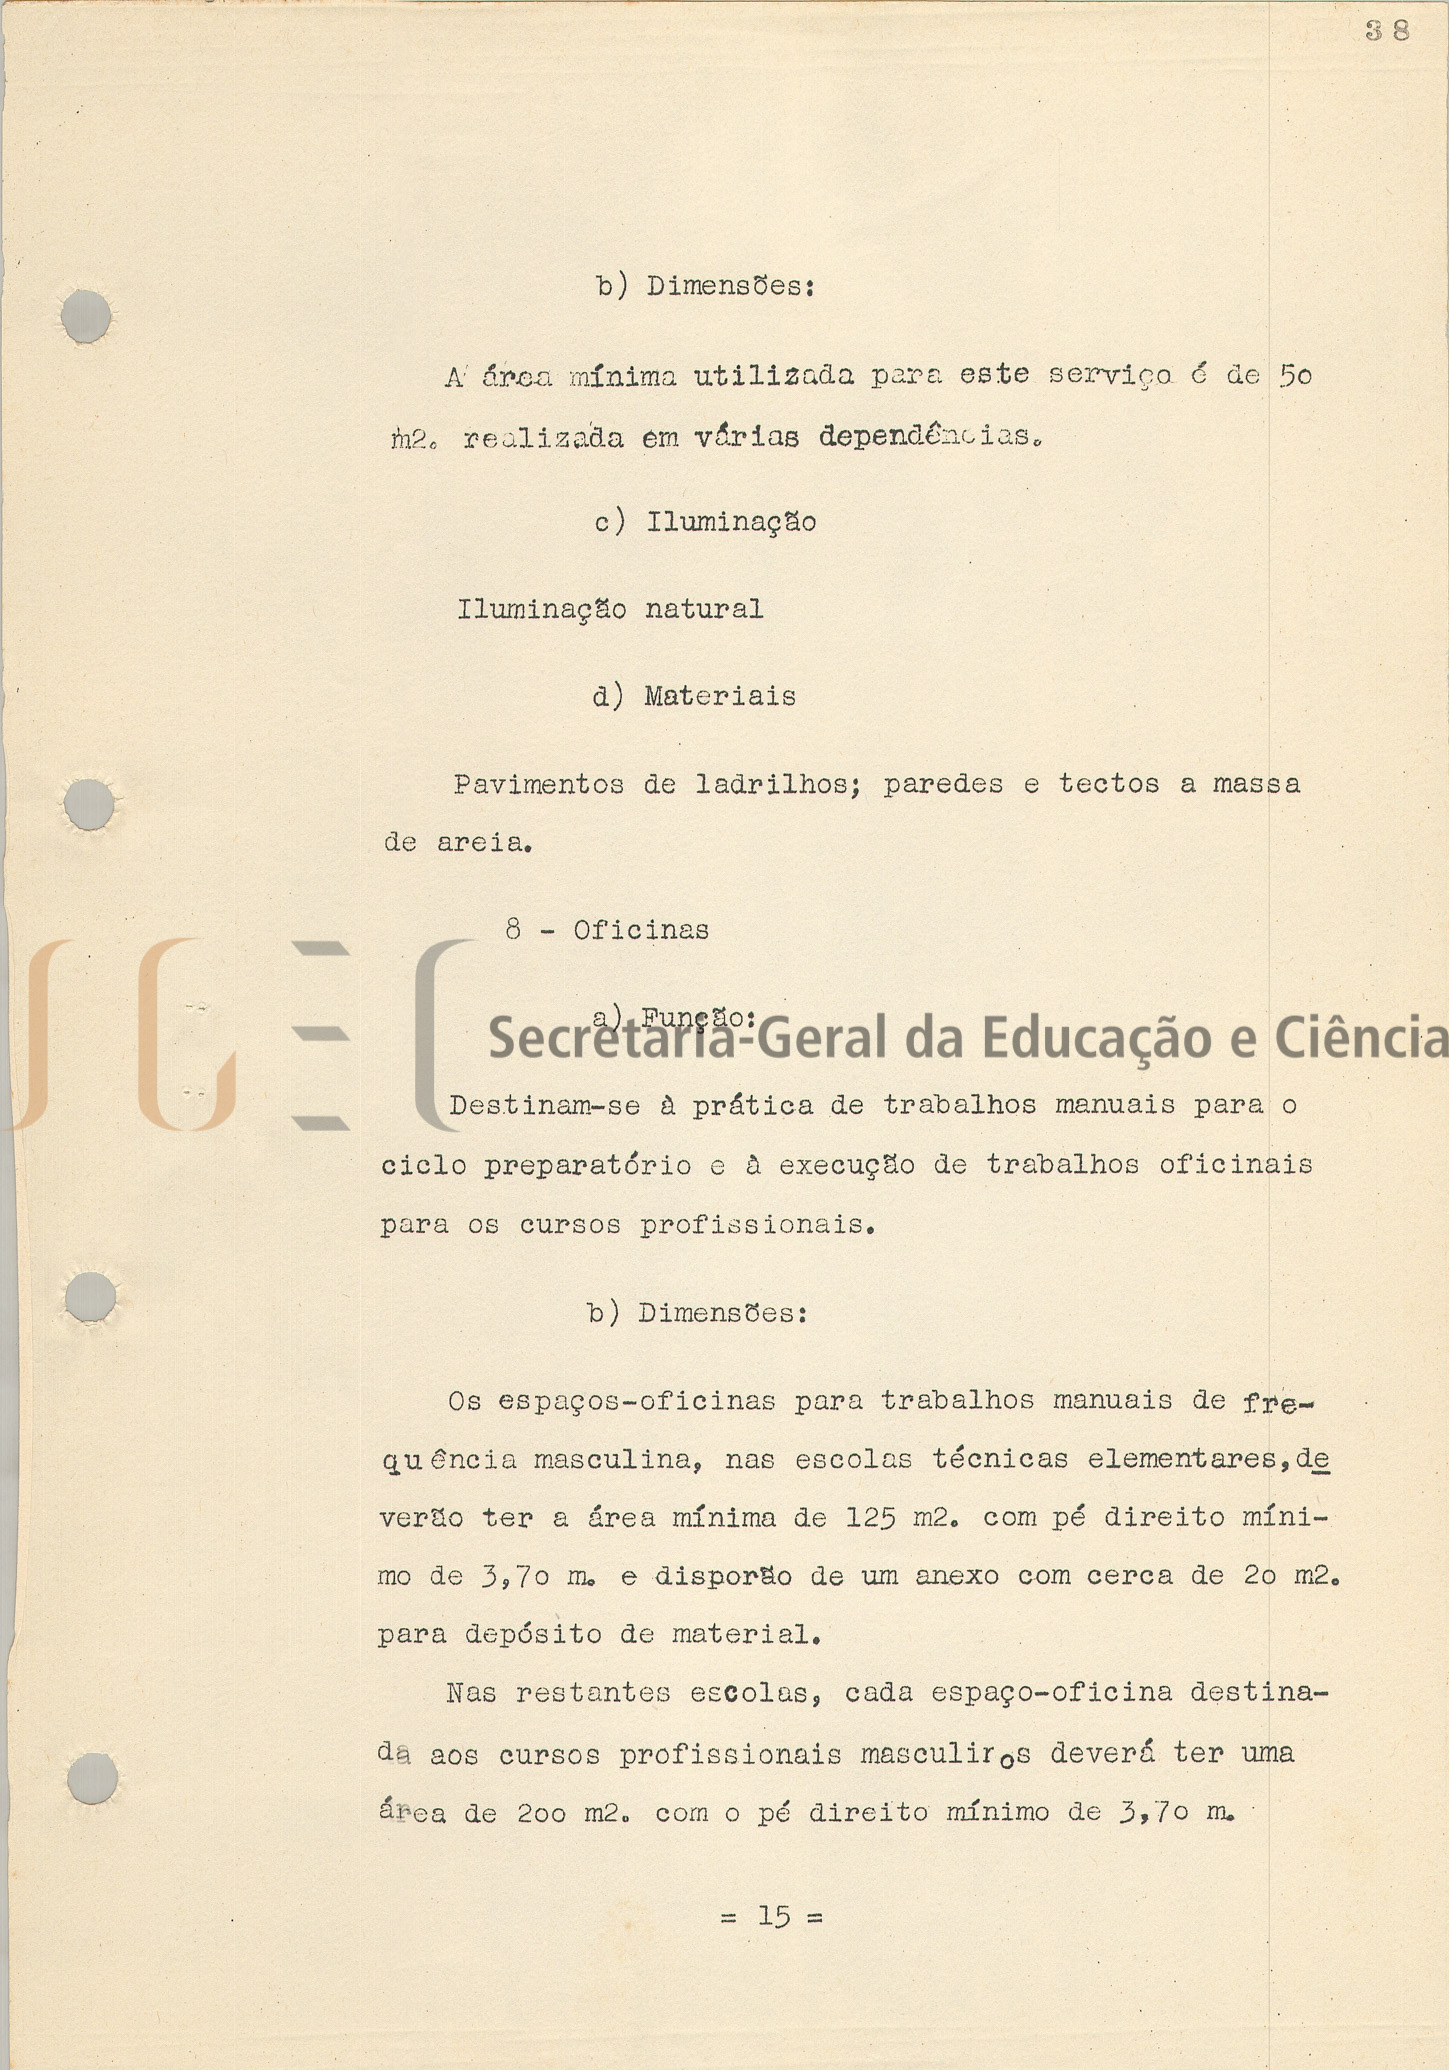 38
b) Dimensões:
A área mínima utilizada para este serviço é de 50
m2. realizada em várias dependências.
c) Iluminação
Iluminação natural
d) Materiais
Pavimentos de ladrilhos; paredes e tectos a massa
de areia.
8 - Oficinas
a) Função:
Secretaria-Geral da Educação e Ciência
Destinam-se à prática de trabalhos manuais para o
ciclo preparatório e à execução de trabalhos oficinais
para os cursos profissionais.
b) Dimensões:
Os espaços-oficinas para trabalhos manuais de fre-
quência masculina, nas escolas técnicas elementares,de
verão ter a área mínima de 125 m2. com pé direito míni-
mo de 3,70 m. e disporão de um anexo com cerca de 20 m2.
para depósito de material.
Nas restantes escolas, cada espaço-oficina destina-
da aos cursos profissionais masculinos deverá ter uma
área de 200 m2. com o pé direito mínimo de 3,70 m.
= 15 =